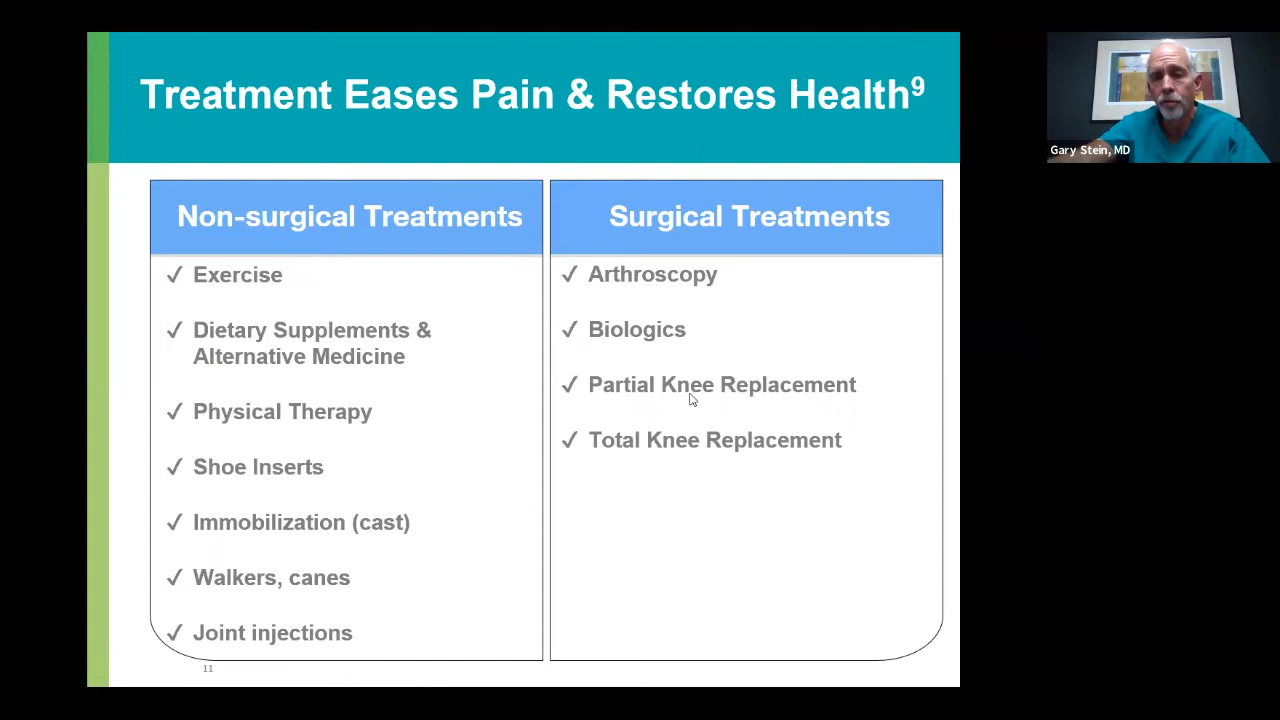 Treatment Eases Pain & Restores Health⁹
Gary Stein, MD
Non-surgical Treatments
✓ Exercise
✓ Dietary Supplements &
Alternative Medicine
✓ Physical Therapy
✓ Shoe Inserts
✓ Immobilization (cast)
✓ Walkers, canes
✓ Joint injections
Surgical Treatments
✓ Arthroscopy
✓ Biologics
✓ Partial Knee Replacement
✓ Total Knee Replacement
11